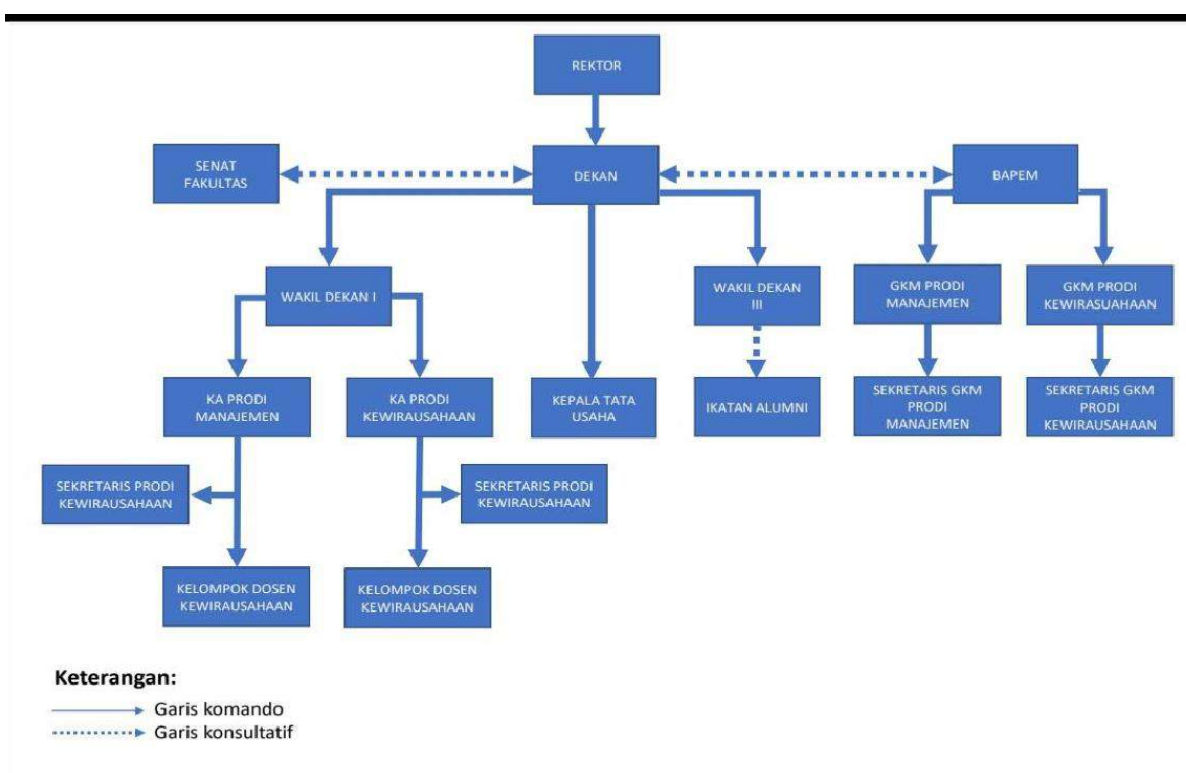 REKTOR
SENAT
FAKULTAS
DEKAN
BAPEM
WAKIL DEKAN I
WAKIL DEKAN
III
GKM PRODI
MANAJEMEN
GKM PRODI
KEWIRASUAHAAN
KA PRODI
MANAJEMEN
KA PRODI
KEWIRAUSAHAAN
KEPALA TATA
USAHA
IKATAN ALUMNI
SEKRETARIS GKM
PRODI
MANAJEMEN
SEKRETARIS GKM
PRODI
KEWIRAUSAHAAN
SEKRETARIS PRODI
KEWIRAUSAHAAN
SEKRETARIS PRODI
KEWIRAUSAHAAN
KELOMPOK DOSEN
KEWIRAUSAHAAN
KELOMPOK DOSEN
KEWIRAUSAHAAN
Keterangan:
Garis komando
Garis konsultatif